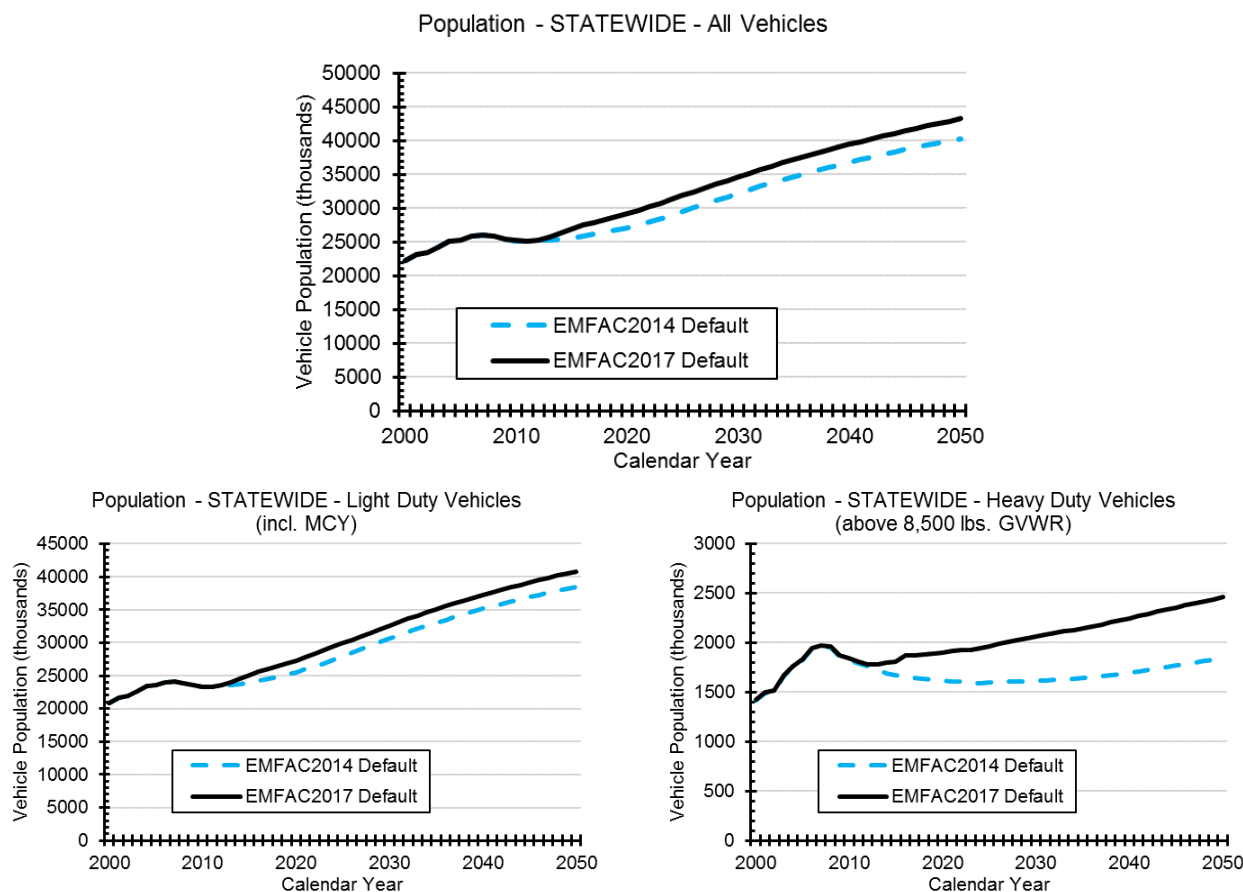 Population - STATEWIDE - All Vehicles
Vehicle Population (thousands)
50000
45000
40000
35000
30000
25000
20000
15000
10000
5000
0
EMFAC2014 Default
EMFAC2017 Default
2000 2010 2020 2030 2040 2050
Calendar Year
Population - STATEWIDE - Light Duty Vehicles
(incl. MCY)
Vehicle Population (thousands)
45000
40000
35000
30000
25000
20000
15000
10000
5000
0
EMFAC2014 Default
EMFAC2017 Default
2000 2010 2020 2030 2040 2050
Calendar Year
Population - STATEWIDE - Heavy Duty Vehicles
(above 8,500 lbs. GVWR)
Vehicle Population (thousands)
3000
2500
2000
1500
1000
500
0
EMFAC2014 Default
EMFAC2017 Default
2000 2010 2020 2030 2040 2050
Calendar Year